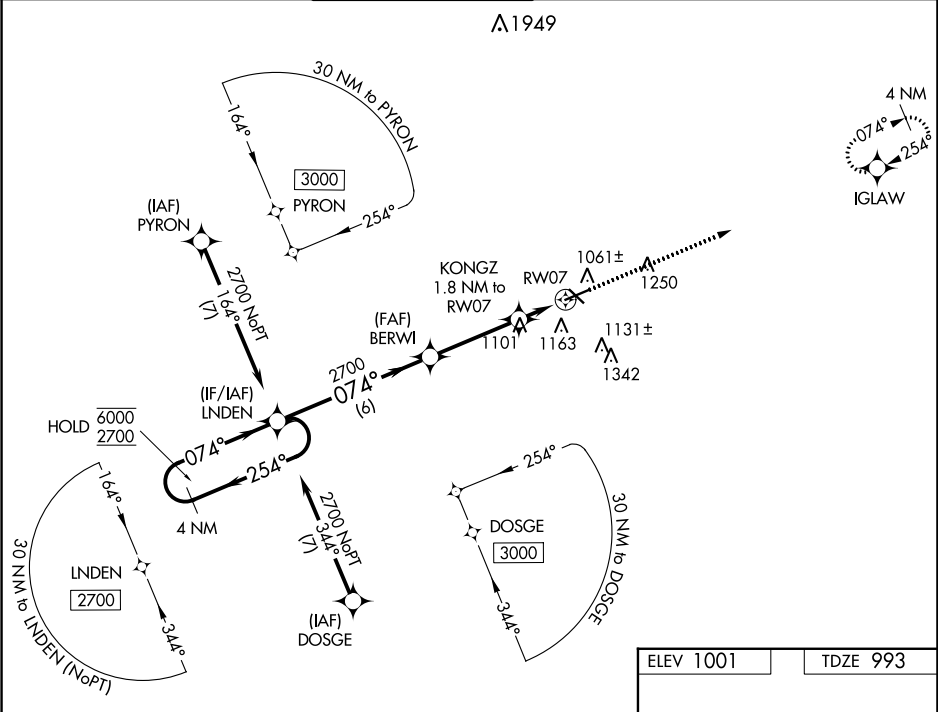 1949
30 NM to PYRON
164°
3000
PYRON
254°
4 NM
074°
254°
IGLAW
(IAF)
PYRON
2700 NoPT
164°
(7)
KONGZ
1.8 NM to
RW07
RW07
1061±
1250
(FAF)
BERWI
1101
1163
1131±
1342
2700
074°
(6)
(IF/IAF)
LNDEN
HOLD 6000
2700
074°
254°
4 NM
2700 NoPT
344°
(7)
(IAF)
DOSGE
164°
LNDEN
2700
344°
30 NM to LNDEN (NoPT)
254°
DOSGE
3000
344°
30 NM to DOSGE
ELEV 1001
TDZE 993